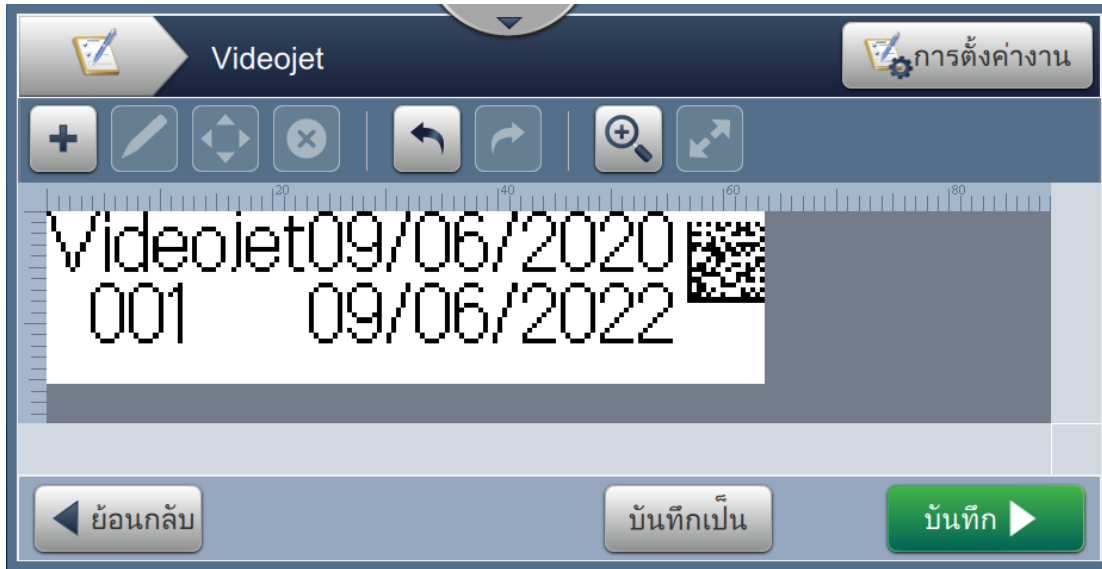 Videojet
การตั้งค่างาน
20 40 60 80
Videojet09/06/2020
001 09/06/2022
ย้อนกลับ
บันทึกเป็น
บันทึก